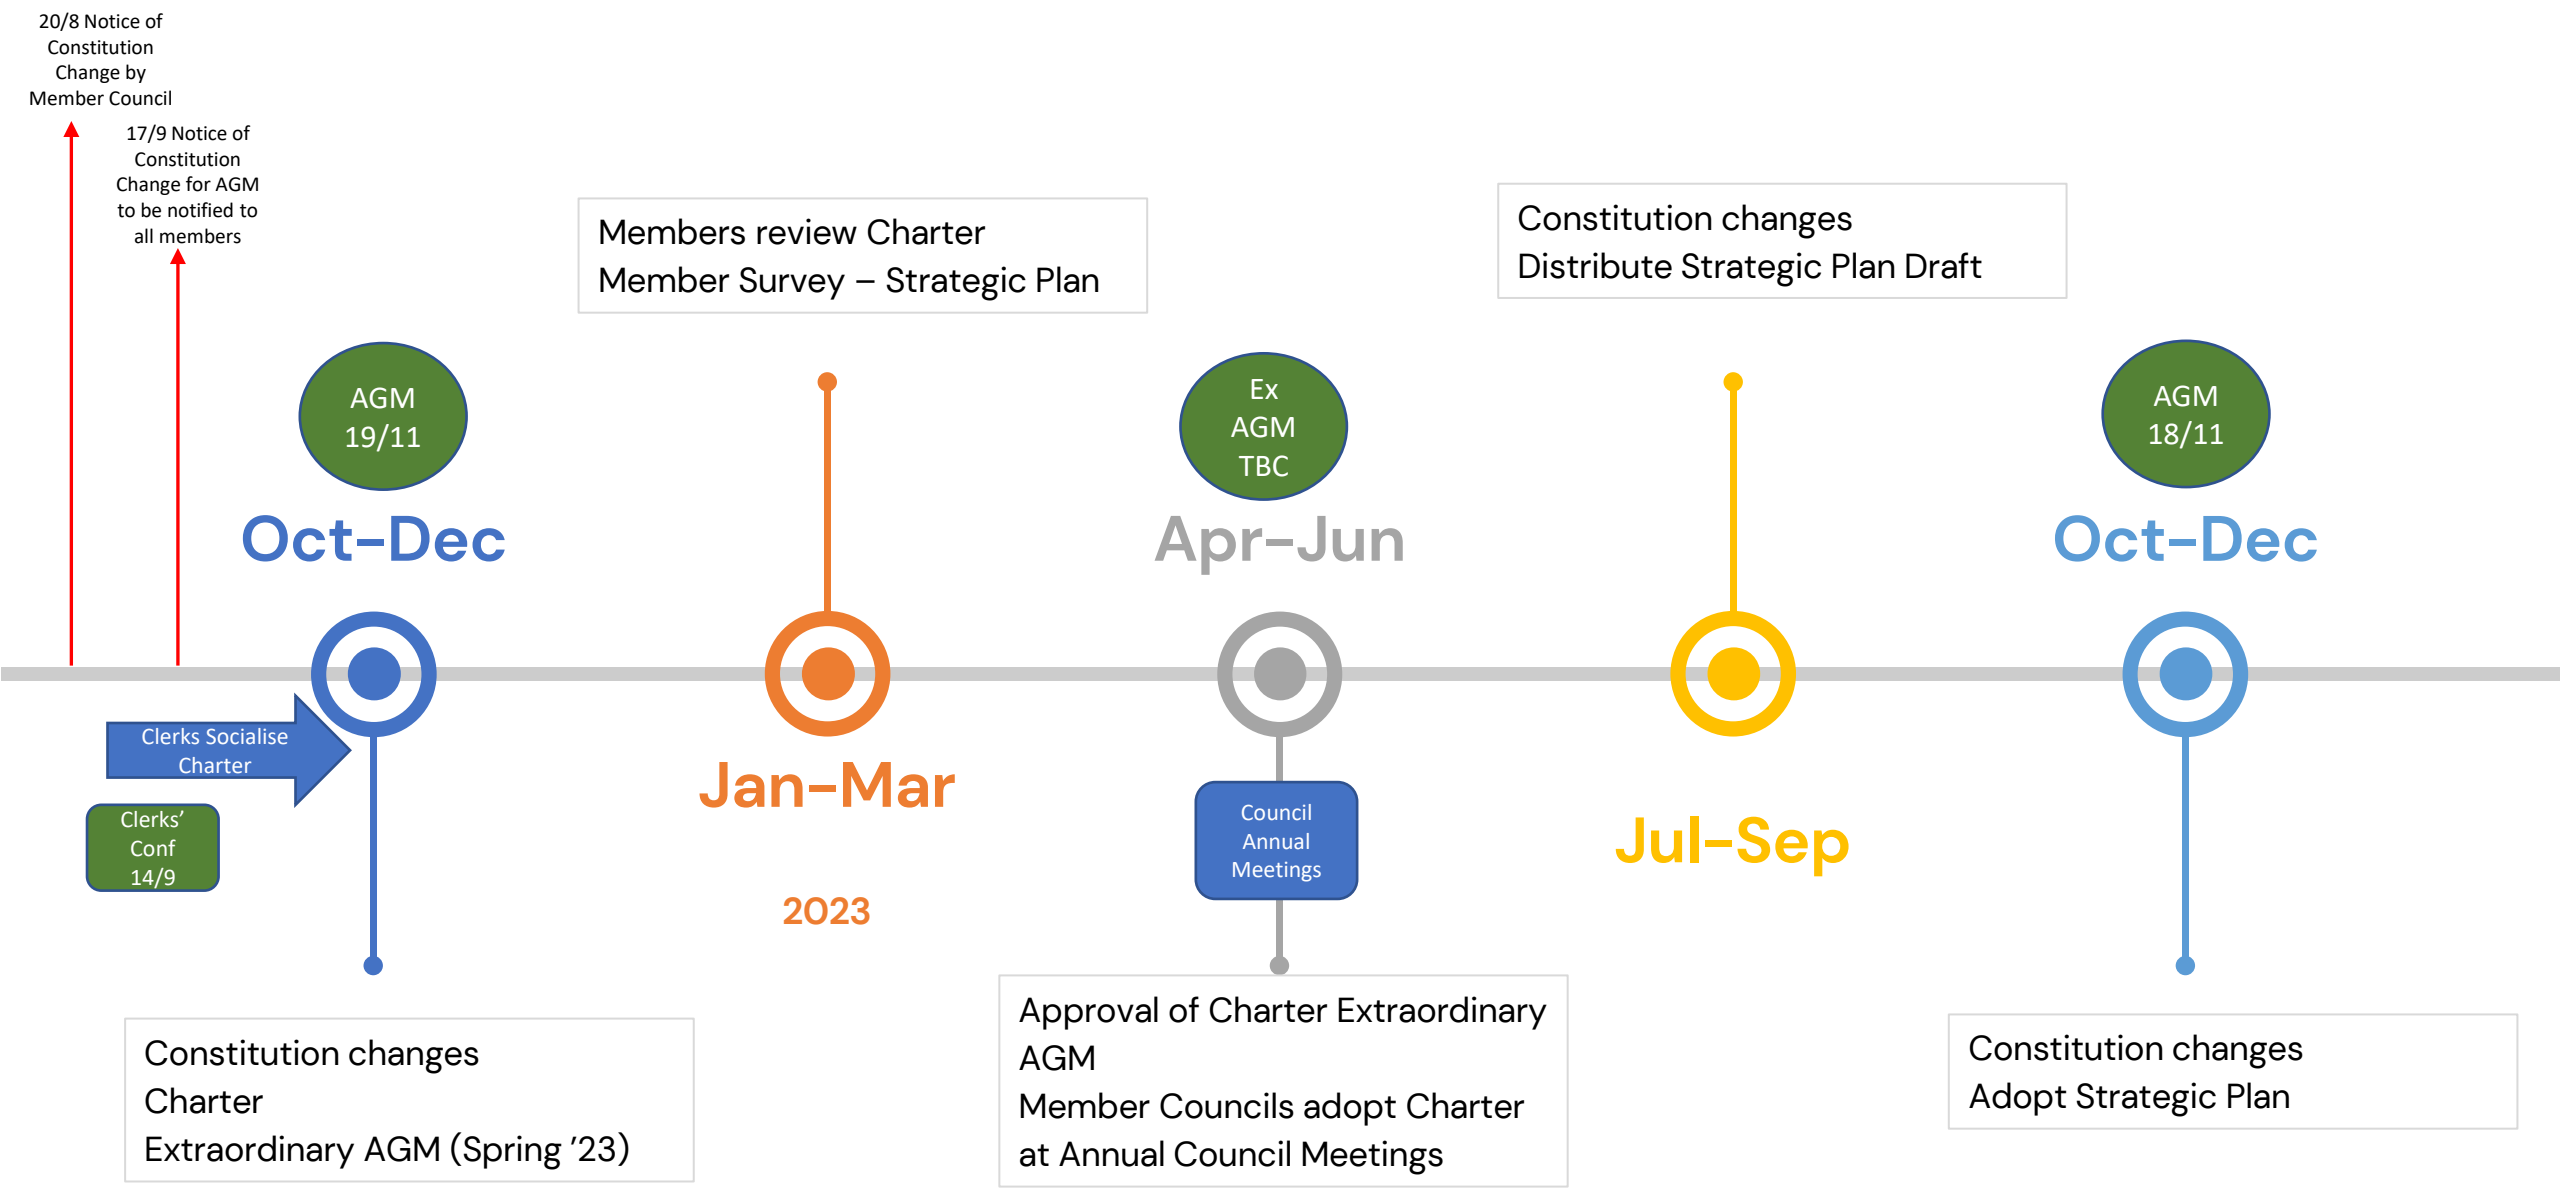 20/8 Notice of
Constitution
Change by
Member Council
17/9 Notice of
Constitution
Change for AGM
to be notified to
all members
Members review Charter
Member Survey – Strategic Plan
Constitution changes
Distribute Strategic Plan Draft
AGM
19/11
Ex
AGM
TBC
AGM
18/11
Oct–Dec
Apr–Jun
Oct–Dec
Clerks Socialise
Charter
Jan–Mar
Clerks’
Conf
14/9
Council
Annual
Meetings
Jul–Sep
2023
Constitution changes
Charter
Extraordinary AGM (Spring ’23)
Approval of Charter Extraordinary
AGM
Member Councils adopt Charter
at Annual Council Meetings
Constitution changes
Adopt Strategic Plan